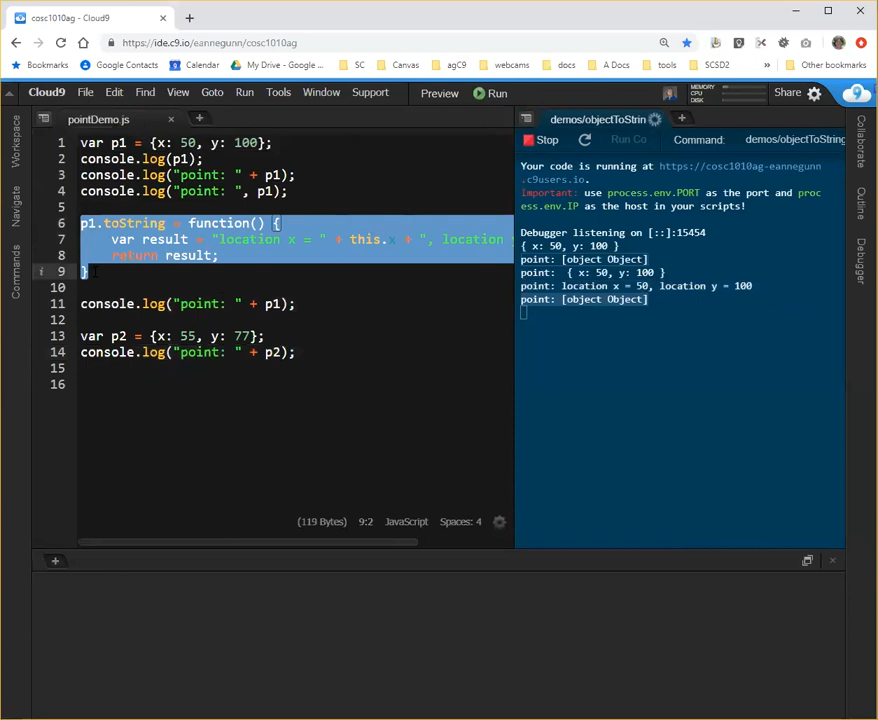 cosc1010ag - Cloud9
https://ide.c9.io/eannegunn/cosc1010ag
Bookmarks Google Contacts Calendar My Drive - Google SC Canvas agC9 webcams docs A Docs tools SCSD2 » Other bookmarks
Cloud9 File Edit Find View Goto Run Tools Window Support Preview Run MEMORY CPU DISK Share
pointDemo.js
demos/objectToStrin
Stop Run Co Command: demos/objectToString
Workspace
Navigate
Commands
1 var p1 = {x: 50, y: 100};
2 console.log(p1);
3 console.log("point: " + p1);
4 console.log("point: ", p1);
5
6 p1.toString = function() {
7 var result = "location x = " + this.x + ", location y
8 return result;
9 }
10
11 console.log("point: " + p1);
12
13 var p2 = {x: 55, y: 77};
14 console.log("point: " + p2);
15
16
(119 Bytes) 9:2 JavaScript Spaces: 4
Your code is running at https://cosc1010ag-eannegunn
.c9users.io.
Important: use process.env.PORT as the port and proc
ess.env.IP as the host in your scripts!
Debugger listening on [::]:15454
{ x: 50, y: 100 }
point: [object Object]
point:  { x: 50, y: 100 }
point: location x = 50, location y = 100
point: [object Object]
Collaborate
Outline
Debugger